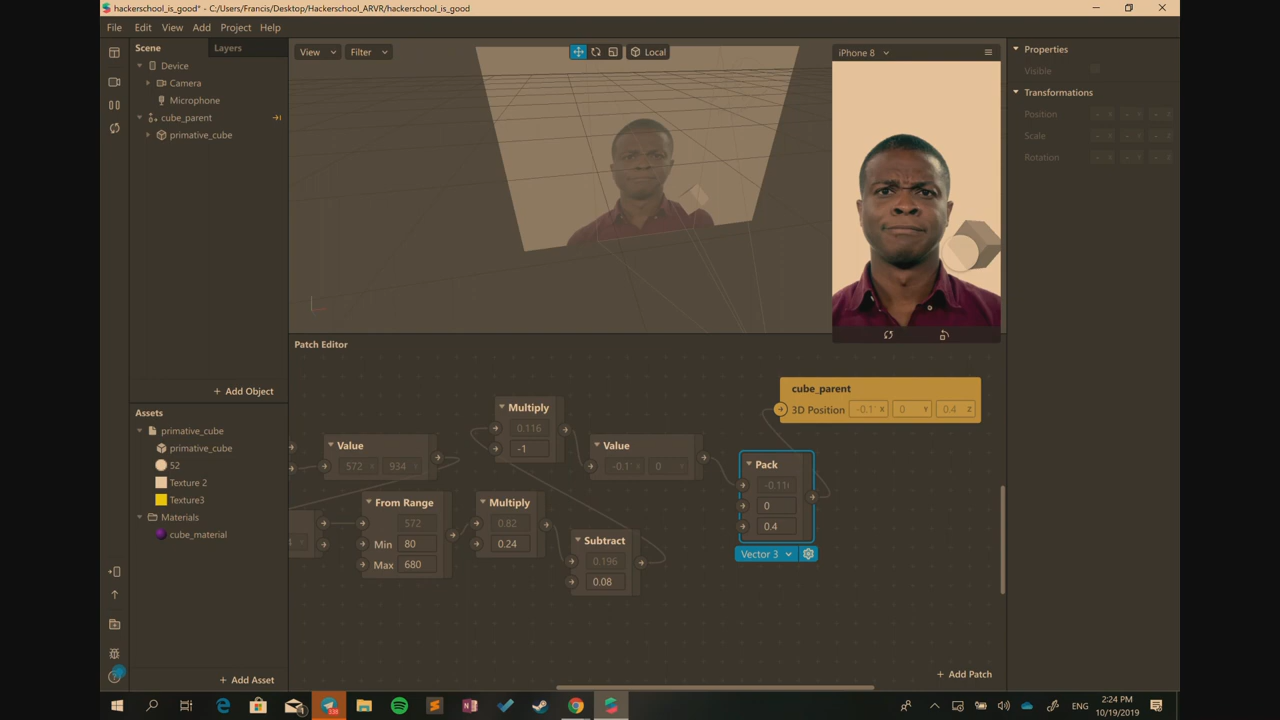 hackerschool_is_good* - C:/Users/Francis/Desktop/Hackerschool_ARVR/hackerschool_is_good
File Edit View Add Project Help
Scene Layers
Device
Camera
Microphone
cube_parent
primative_cube
+ Add Object
View Filter Local
iPhone 8
Properties
Visible
Transformations
Position - X - Y - Z
Scale - X - Y - Z
Rotation - X - Y - Z
Assets
primative_cube
primative_cube
52
Texture 2
Texture3
Materials
cube_material
+ Add Asset
Patch Editor
cube_parent
3D Position -0.1 X 0 Y 0.4 Z
Multiply
0.116
-1
Value
572 X 934
Value
-0.1 0
Pack
-0.11
0
0.4
Vector 3
From Range
572
Min 80
Max 680
Multiply
0.82
0.24
Subtract
0.196
0.08
+ Add Patch
ENG
2:24 PM
10/19/2019